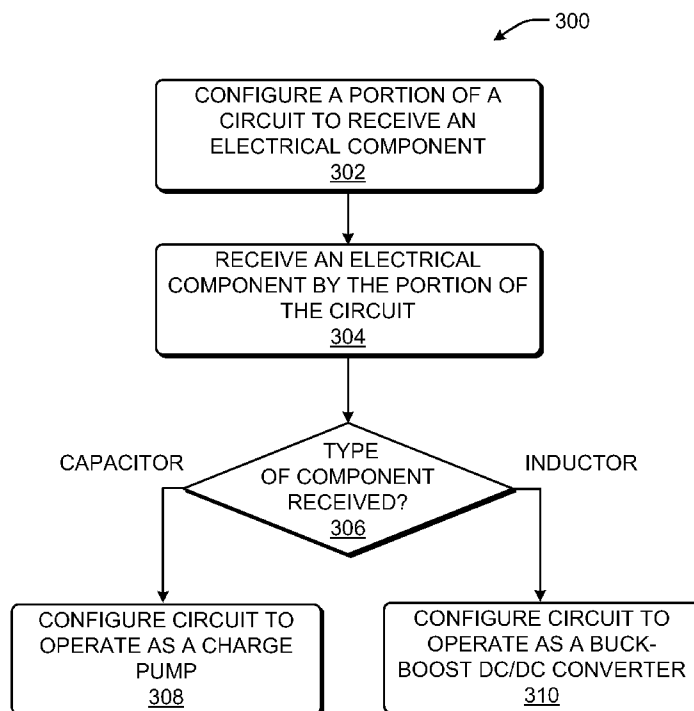 300
CONFIGURE A PORTION OF A
CIRCUIT TO RECEIVE AN
ELECTRICAL COMPONENT
302
RECEIVE AN ELECTRICAL
COMPONENT BY THE PORTION OF
THE CIRCUIT
304
CAPACITOR
TYPE
OF COMPONENT
RECEIVED?
306
INDUCTOR
CONFIGURE CIRCUIT TO
OPERATE AS A CHARGE
PUMP
308
CONFIGURE CIRCUIT TO
OPERATE AS A BUCK-
BOOST DC/DC CONVERTER
310